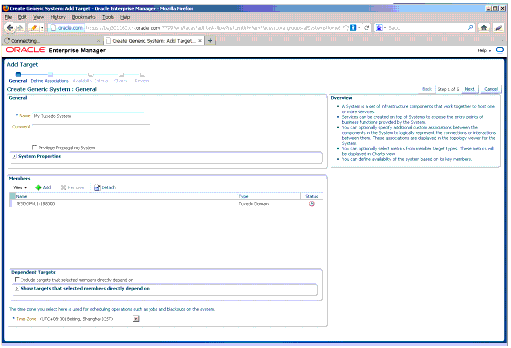 Create Generic System: Add Target - Oracle Enterprise Manager - Mozilla Firefox
File Edit View History Bookmarks Tools Help
oracle.com
Connecting...
Create Generic System: Add Target...
ORACLE Enterprise Manager
Help
Add Target
General Define Associations Availability Criteria Charts Review
Create Generic System : General
Back Step 1 of 5 Next Cancel
General
* Name My Tuxedo System
Comment
Privilege Propagating System
System Properties
Overview
A System is a set of infrastructure components that work together to host one or more services.
Services can be created on top of Systems to expose the entry points of business functions provided by the System.
You can optionally specify additional custom associations between the components in the System to logically represent the connections or interactions between them. These associations are displayed in the topology viewer for the System.
You can optionally select metrics from member target types. These metrics will be displayed in Charts view
You can define availability of the system based on its key members.
Members
View Add Remove Detach
Name Type Status
Tuxedo Domain
Dependent Targets
Include targets that selected members directly depend on
Show targets that selected members directly depend on
The time zone you select here is used for scheduling operations such as jobs and blackouts on the system.
* Time Zone (UTC+08:00) Beijing, Shanghai (CST)